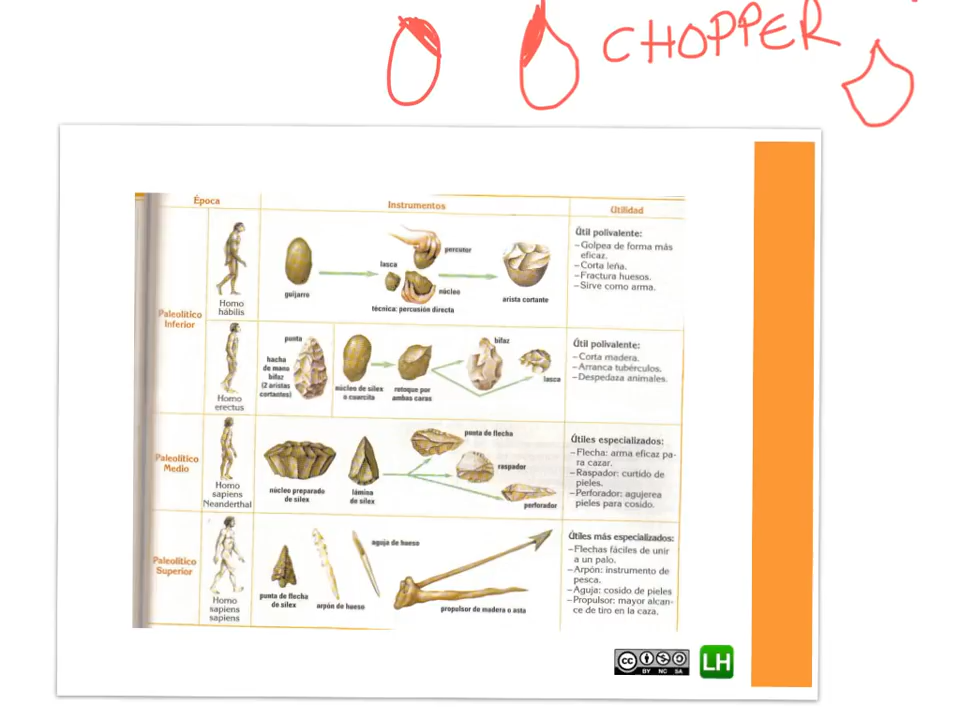 CHOPPER
Época
Instrumentos
Utilidad
Paleolítico
Inferior
Homo
hábilis
guijarro
lasca
percutor
núcleo
técnica: percusión directa
arista cortante
Útil polivalente:
–Golpea de forma más
eficaz.
–Corta leña.
–Fractura huesos.
–Sirve como arma.
Homo
erectus
punta
hacha
de mano
bifaz
(2 aristas
cortantes)
núcleo de sílex
o cuarcita
retoque por
ambas caras
bifaz
lasca
Útil polivalente:
–Corta madera.
–Arranca tubérculos.
–Despedaza animales.
Paleolítico
Medio
Homo
sapiens
Neanderthal
núcleo preparado
de sílex
lámina
de sílex
punta de flecha
raspador
perforador
Útiles especializados:
–Flecha: arma eficaz pa-
ra cazar.
–Raspador: curtido de
pieles.
–Perforador: agujerea
pieles para cosido.
Paleolítico
Superior
Homo
sapiens
sapiens
punta de flecha
de sílex
arpón de hueso
aguja de hueso
propulsor de madera o asta
Útiles más especializados:
–Flechas fáciles de unir
a un palo.
–Arpón: instrumento de
pesca.
–Aguja: cosido de pieles
–Propulsor: mayor alcan-
ce de tiro en la caza.
cc
BY NC SA
LH